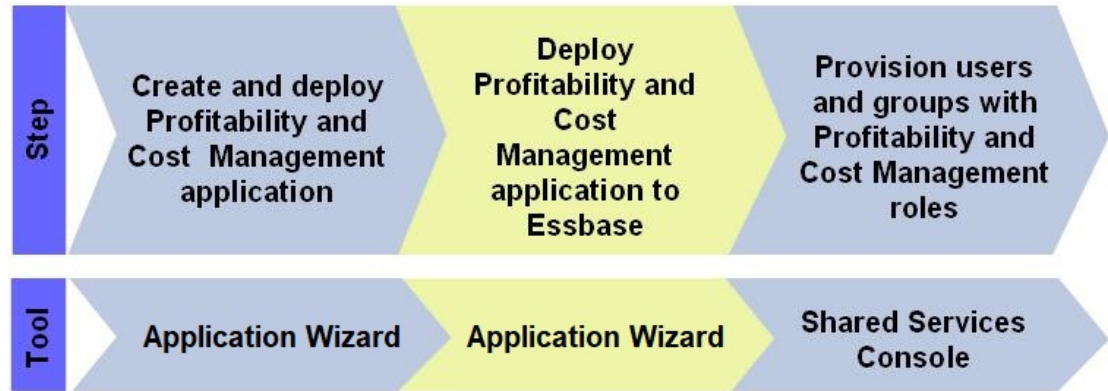 Step
Create and deploy
Profitability and
Cost Management
application
Deploy
Profitability and
Cost
Management
application to
Essbase
Provision users
and groups with
Profitability and
Cost Management
roles
Tool
Application Wizard
Application Wizard
Shared Services
Console